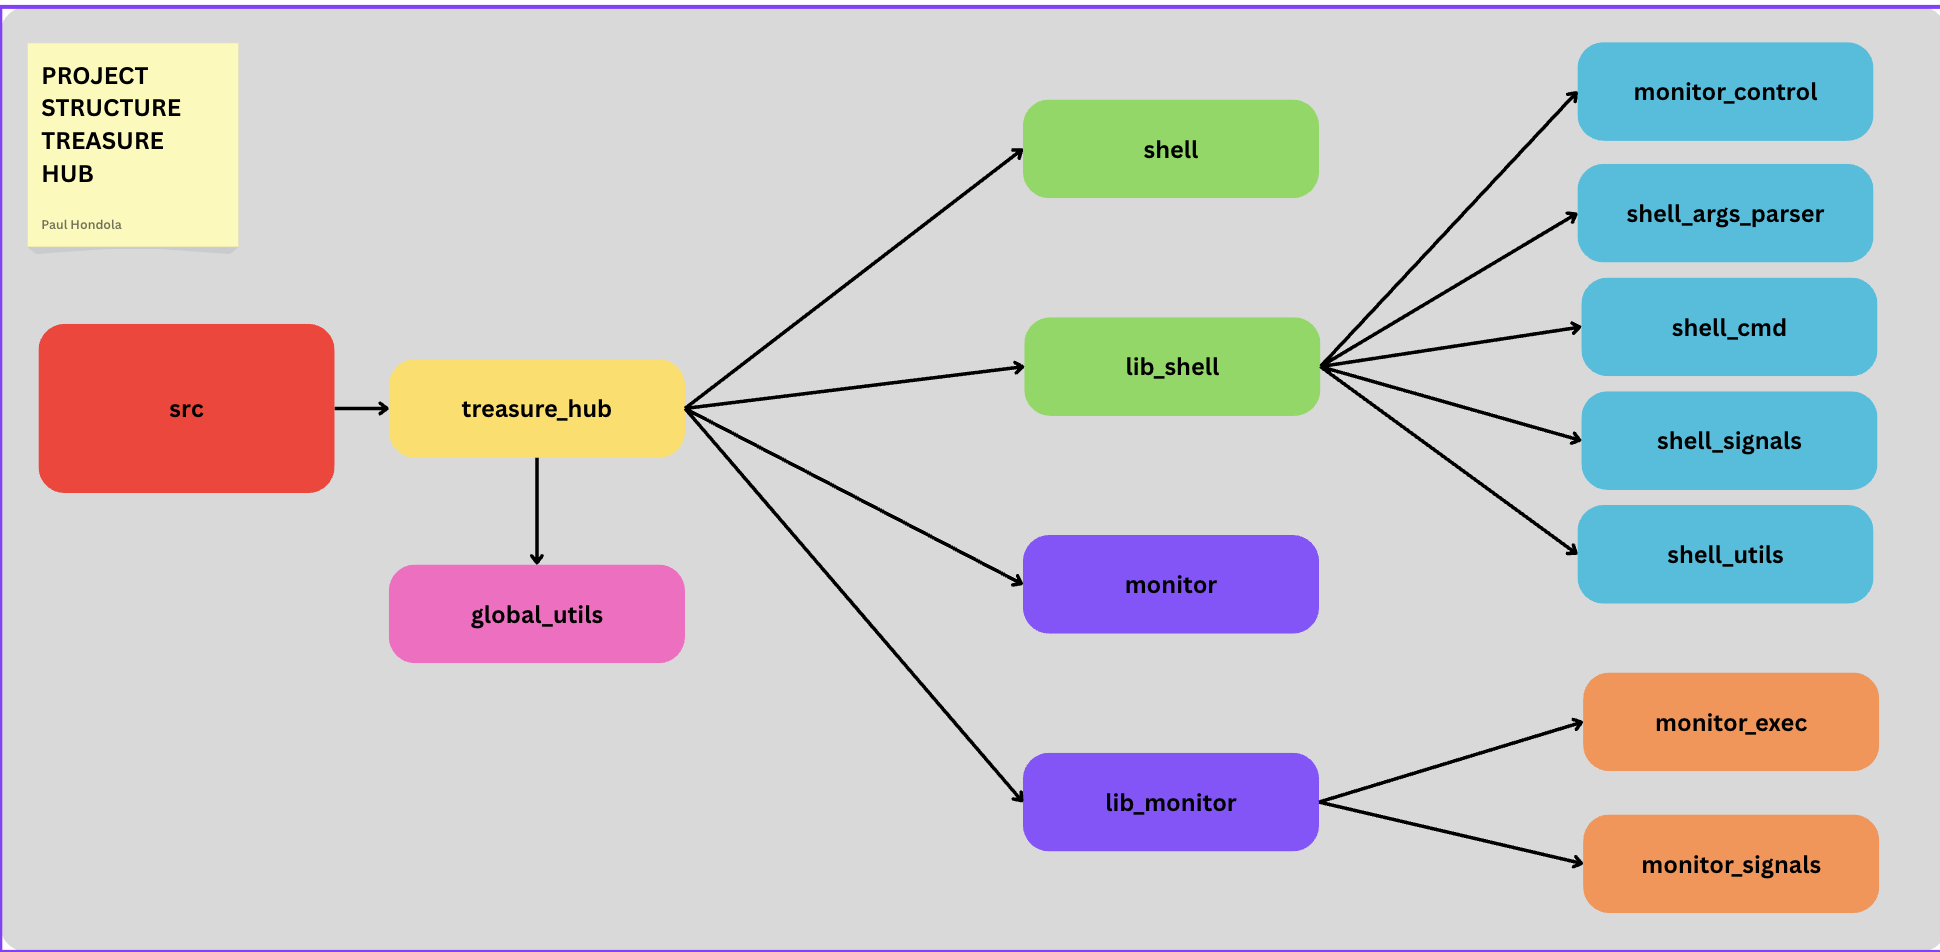 PROJECT
STRUCTURE
TREASURE
HUB
Paul Hondola
src
treasure_hub
global_utils
shell
lib_shell
monitor
lib_monitor
monitor_control
shell_args_parser
shell_cmd
shell_signals
shell_utils
monitor_exec
monitor_signals